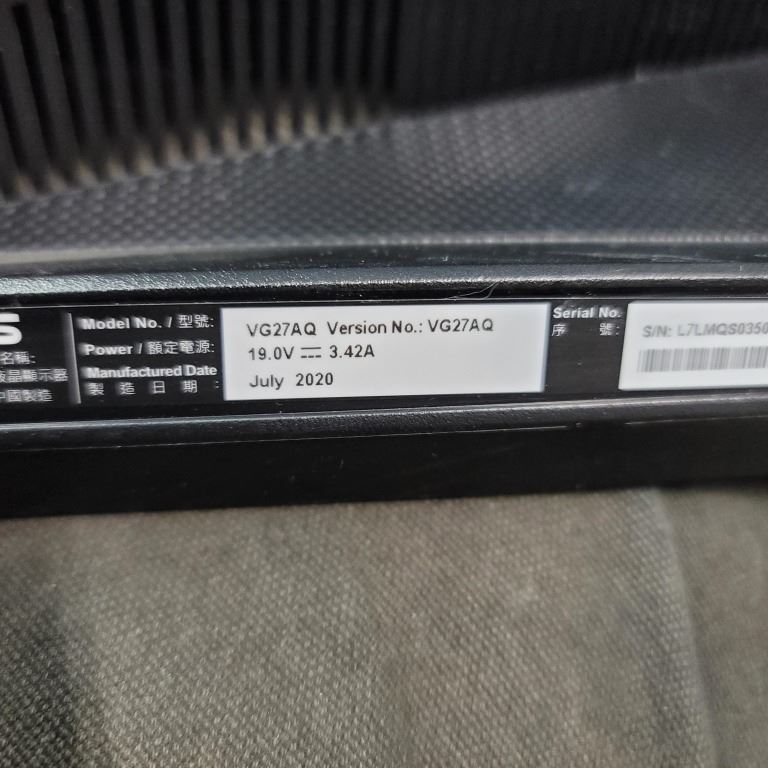 S
Model No. / 型號:
VG27AQ Version No.: VG27AQ
名稱:
Power / 額定電源:
19.0V ⎓ 3.42A
液晶顯示器
Manufactured Date
製 造 日 期 :
July 2020
中國製造
Serial No.
序 號:
S/N: L7LMQS0350